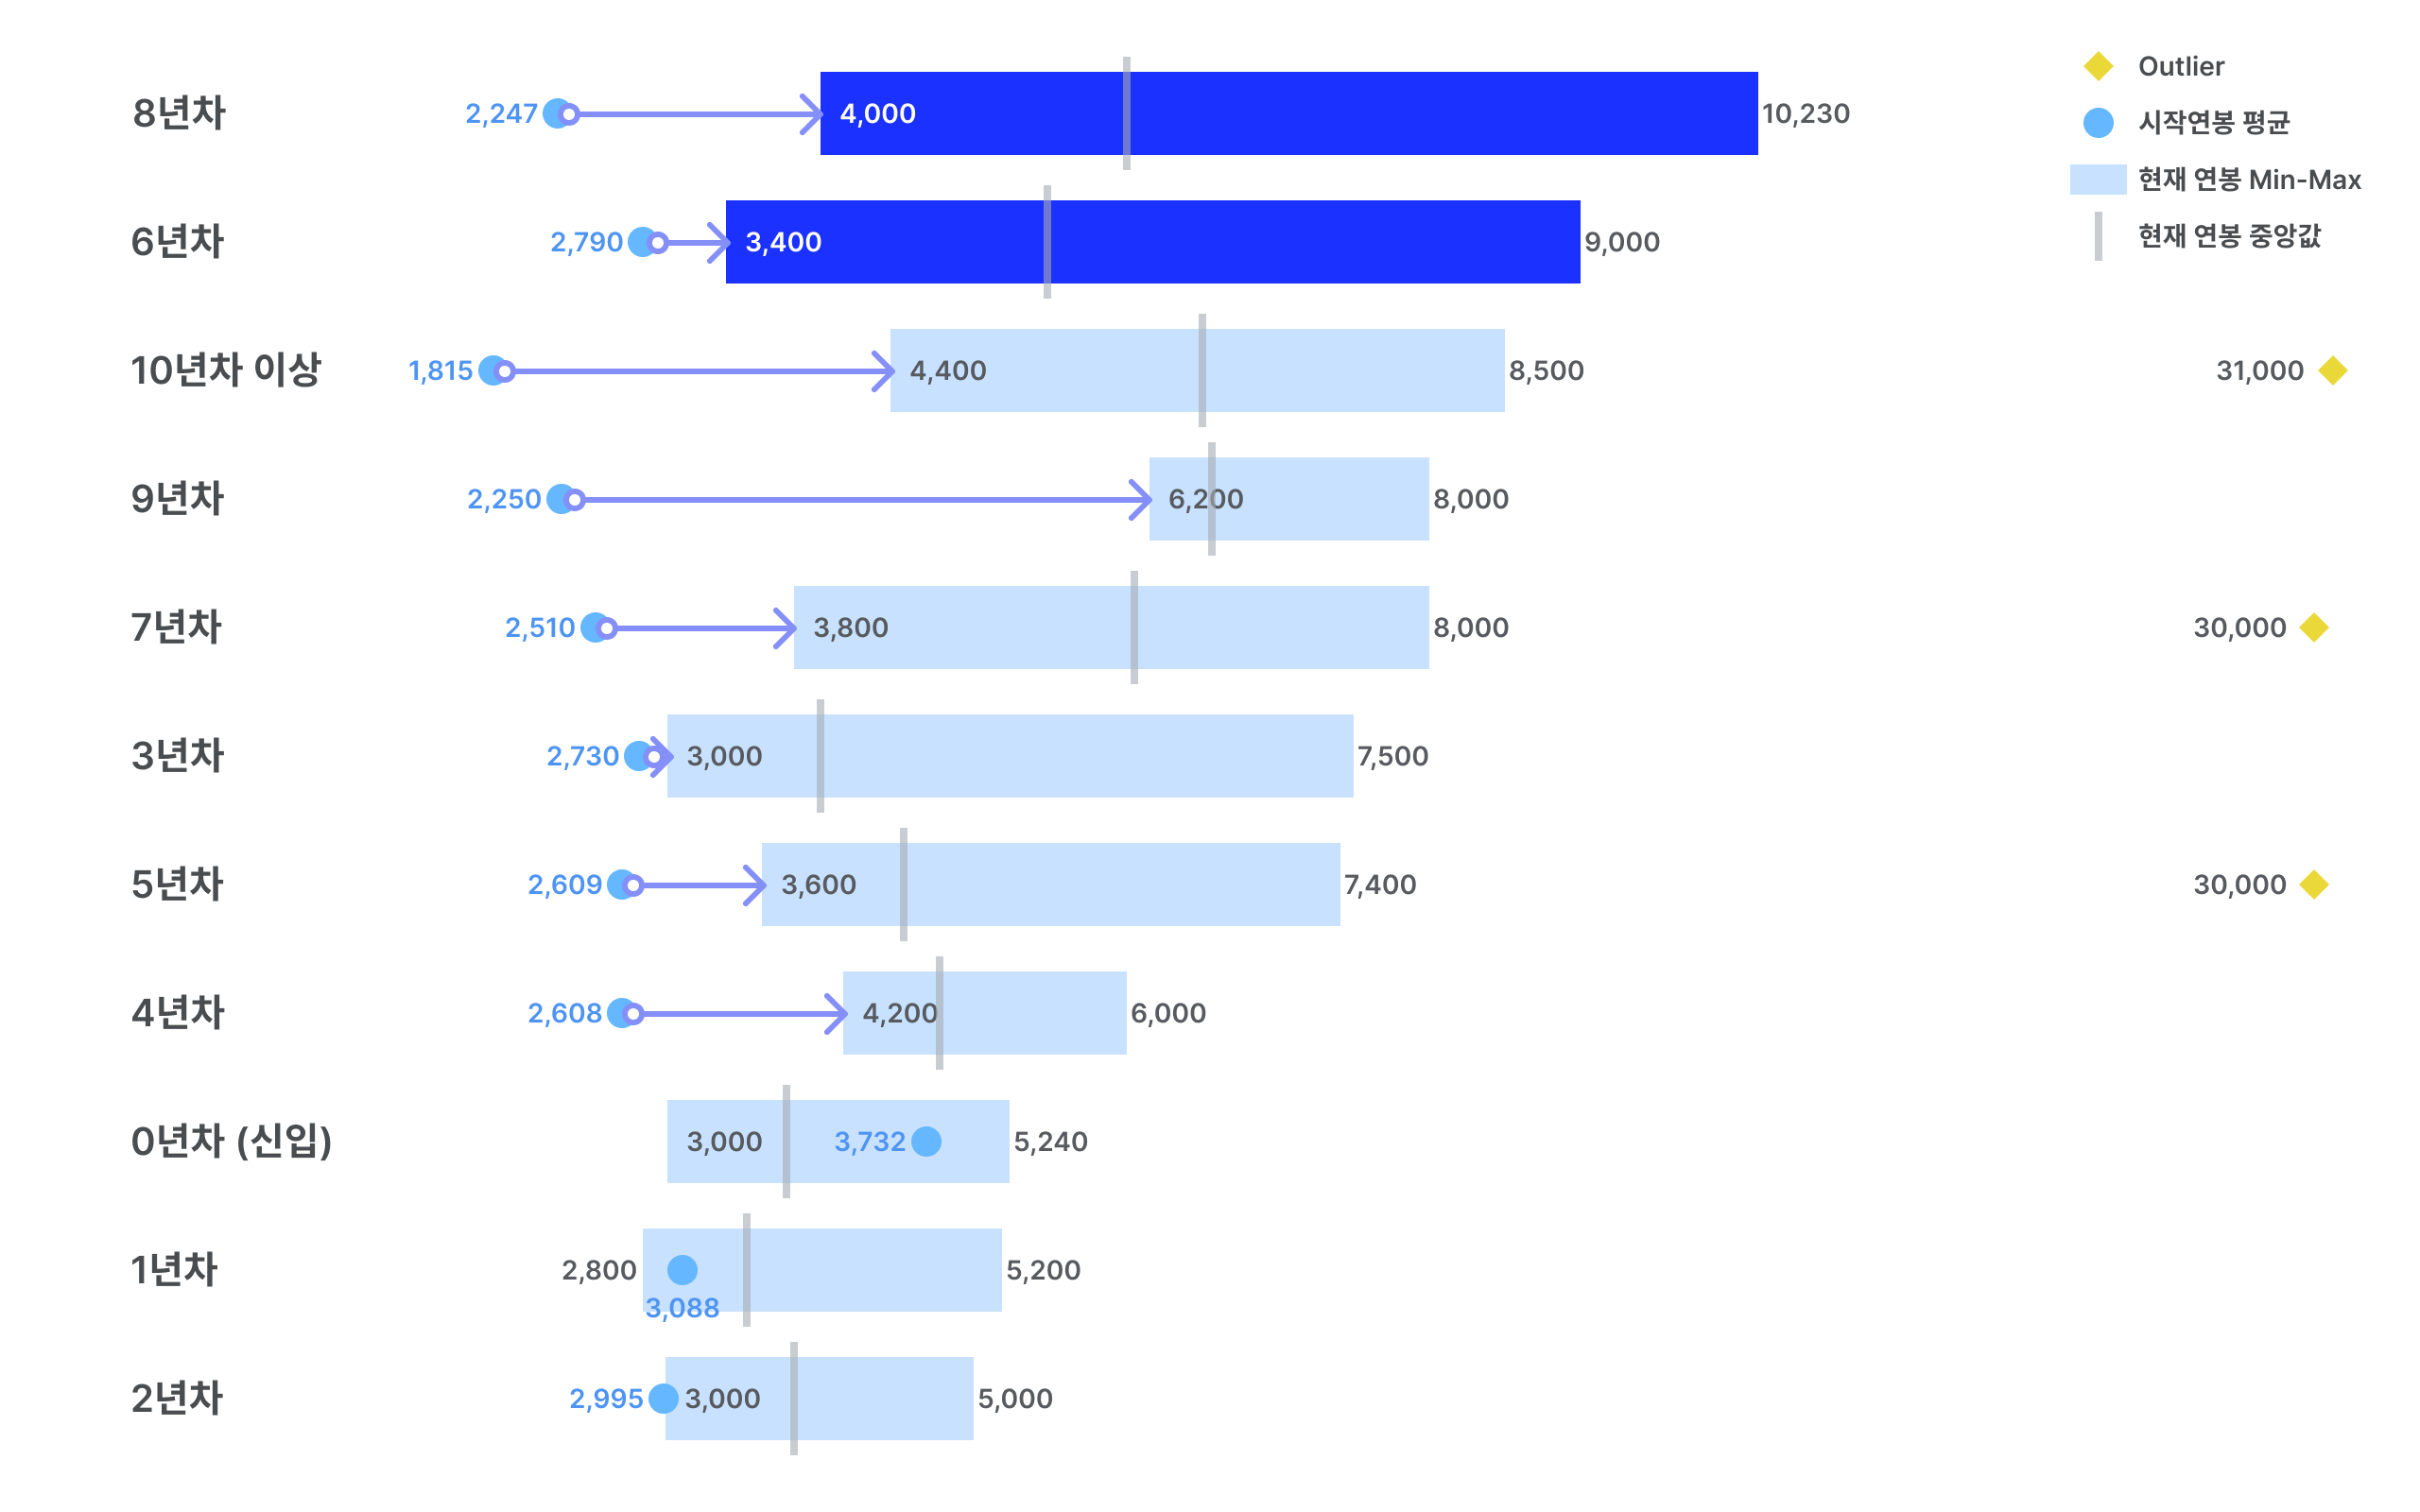 Outlier
시작연봉 평균
현재 연봉 Min-Max
현재 연봉 중앙값
8년차 2,247 4,000 10,230
6년차 2,790 3,400 9,000
10년차 이상 1,815 4,400 8,500 31,000
9년차 2,250 6,200 8,000
7년차 2,510 3,800 8,000 30,000
3년차 2,730 3,000 7,500
5년차 2,609 3,600 7,400 30,000
4년차 2,608 4,200 6,000
0년차 (신입) 3,000 3,732 5,240
1년차 2,800 5,200
3,088
2년차 2,995 3,000 5,000